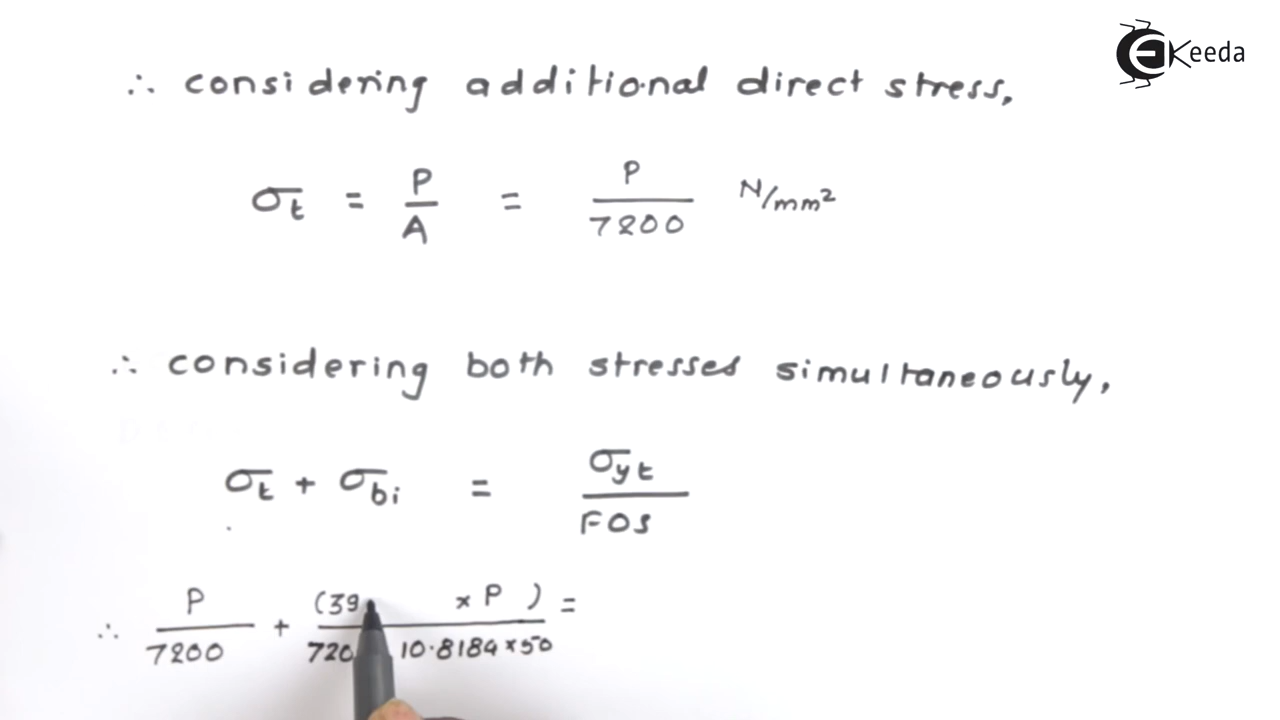 Keeda
∴ considering additional direct stress,
σt = P/A = P/7200 N/mm²
∴ considering both stresses simultaneously,
σt + σbi = σyt/FOS
∴ P/7200 + (39 × P)/720 10.8184×50 =